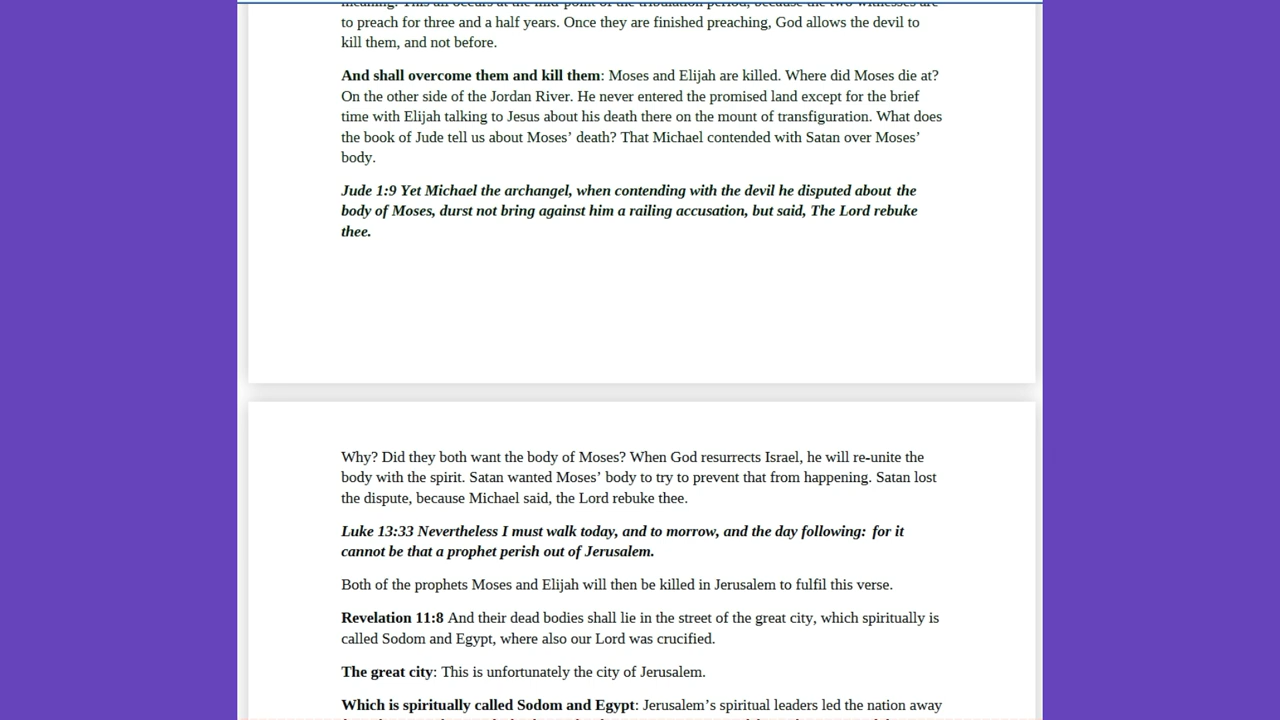 meaning. This all occurs at the mid-point of the tribulation period, because the two witnesses are
to preach for three and a half years. Once they are finished preaching, God allows the devil to
kill them, and not before.
And shall overcome them and kill them: Moses and Elijah are killed. Where did Moses die at?
On the other side of the Jordan River. He never entered the promised land except for the brief
time with Elijah talking to Jesus about his death there on the mount of transfiguration. What does
the book of Jude tell us about Moses’ death? That Michael contended with Satan over Moses’
body.
Jude 1:9 Yet Michael the archangel, when contending with the devil he disputed about the
body of Moses, durst not bring against him a railing accusation, but said, The Lord rebuke
thee.
Why? Did they both want the body of Moses? When God resurrects Israel, he will re-unite the
body with the spirit. Satan wanted Moses’ body to try to prevent that from happening. Satan lost
the dispute, because Michael said, the Lord rebuke thee.
Luke 13:33 Nevertheless I must walk today, and to morrow, and the day following: for it
cannot be that a prophet perish out of Jerusalem.
Both of the prophets Moses and Elijah will then be killed in Jerusalem to fulfil this verse.
Revelation 11:8 And their dead bodies shall lie in the street of the great city, which spiritually is
called Sodom and Egypt, where also our Lord was crucified.
The great city: This is unfortunately the city of Jerusalem.
Which is spiritually called Sodom and Egypt: Jerusalem’s spiritual leaders led the nation away